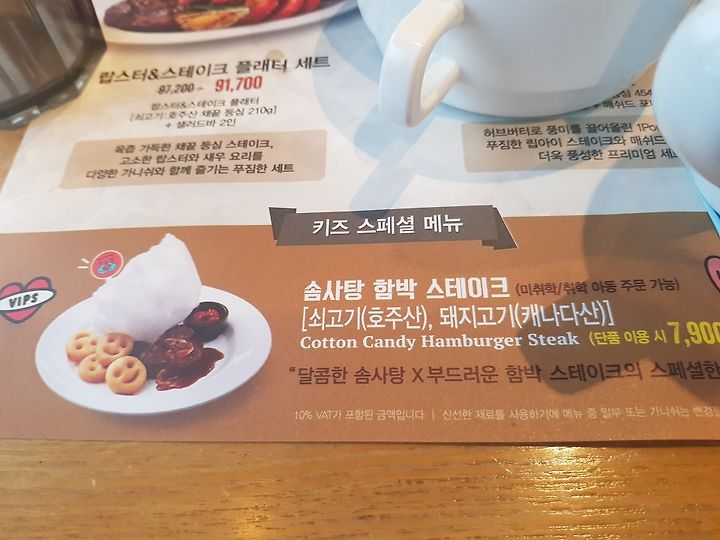 랍스터&스테이크 플래터 세트
97,200 91,700
랍스터&스테이크 플래터
[쇠고기:호주산 채끝 등심 210g]
+ 샐러드바 2인
육즙 가득한 채끝 등심 스테이크,
고소한 랍스터와 새우 요리를
다양한 가니쉬와 함께 즐기는 푸짐한 세트
매쉬드
허브버터로 풍미를 끌어올린
푸짐한 립아이 스테이크와 매쉬드
더욱 풍성한 프리미엄
키즈 스페셜 메뉴
VIPS
솜사탕 함박 스테이크 (미취학/취학 아동 주문 가능)
[쇠고기(호주산), 돼지고기(캐나다산)]
Cotton Candy Hamburger Steak (단품 이용 시 7,900
“달콤한 솜사탕 X 부드러운 함박 스테이크의 스페셜한
10% VAT가 포함된 금액입니다 | 신선한 재료를 사용하기에 메뉴 중 일부 또는 가니쉬는 변경